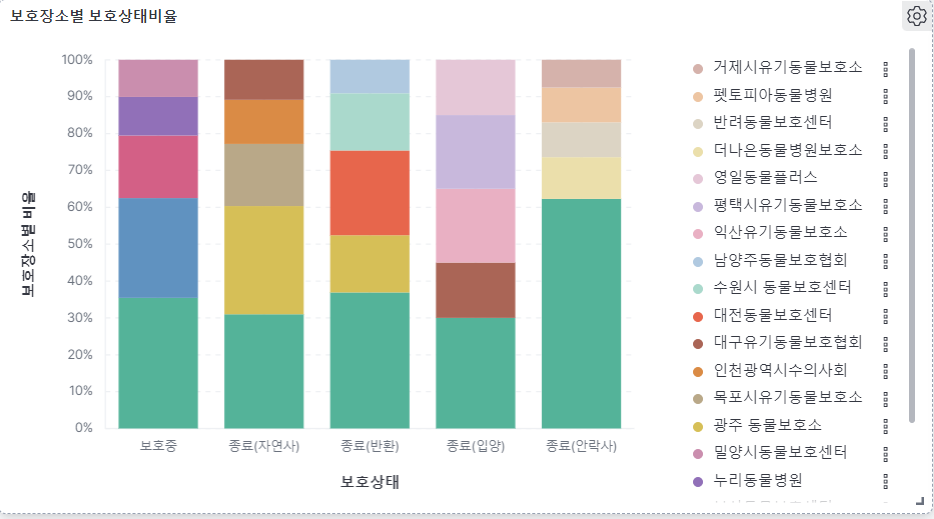 보호장소별 보호상태비율
100%
90%
80%
70%
60%
50%
40%
30%
20%
10%
0%
보호장소별 비율
보호중
종료(자연사)
종료(반환)
종료(입양)
종료(안락사)
보호상태
거제시유기동물보호소
펫토피아동물병원
반려동물보호센터
더나은동물병원보호소
영일동물플러스
평택시유기동물보호소
익산유기동물보호소
남양주동물보호협회
수원시 동물보호센터
대전동물보호센터
대구유기동물보호협회
인천광역시수의사회
목포시유기동물보호소
광주 동물보호소
밀양시동물보호센터
누리동물병원